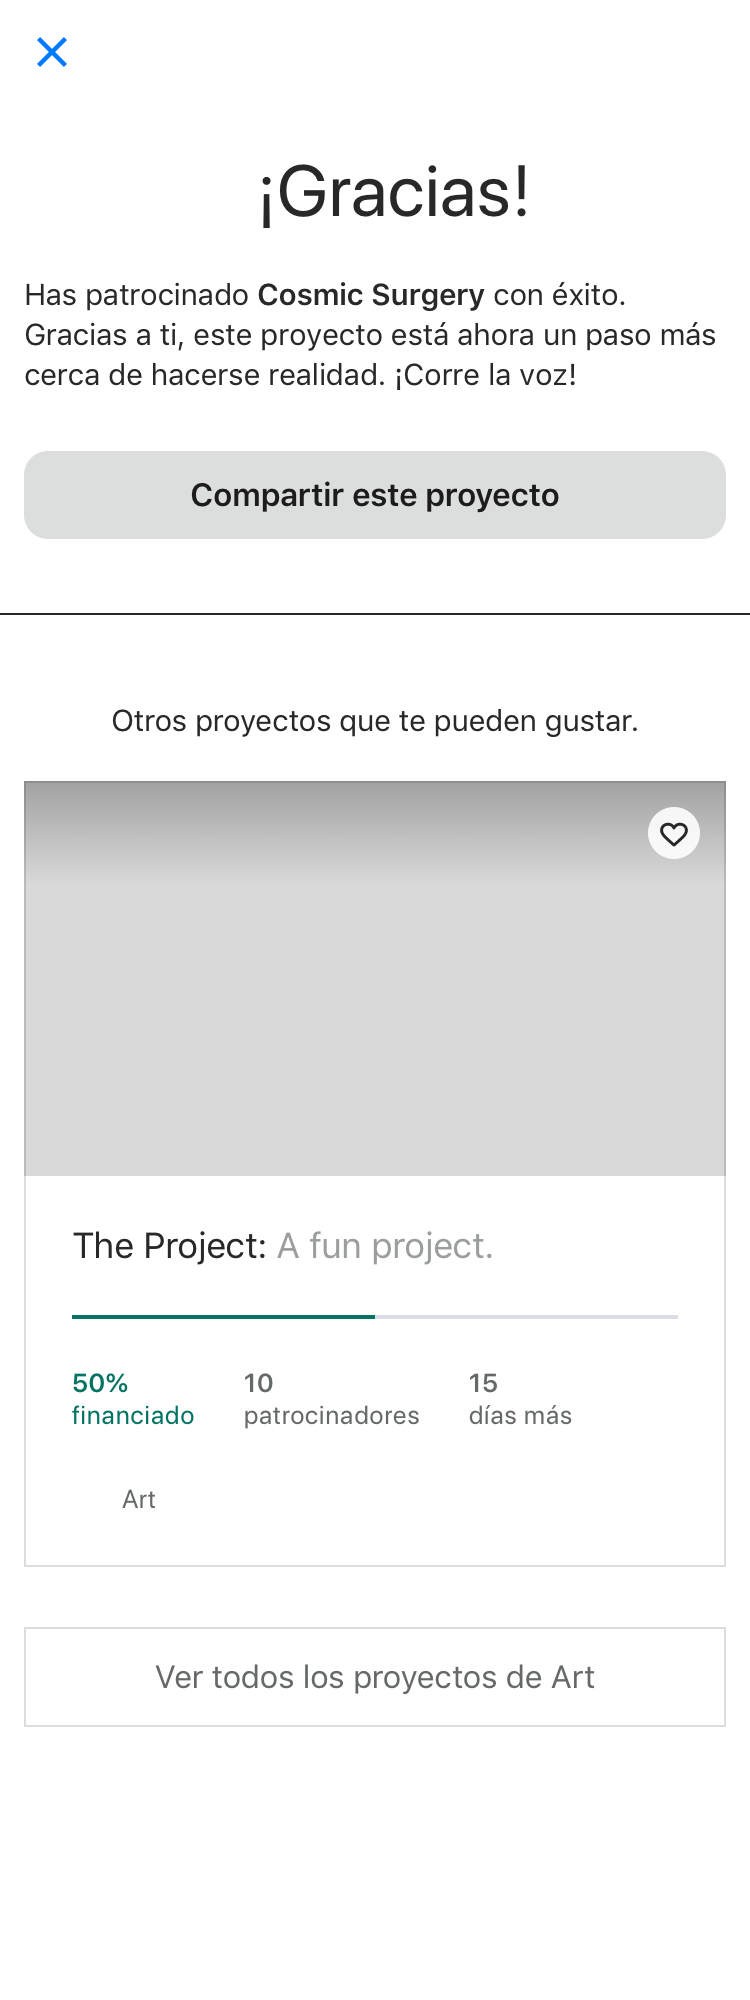 ¡Gracias!
Has patrocinado Cosmic Surgery con éxito.
Gracias a ti, este proyecto está ahora un paso más
cerca de hacerse realidad. ¡Corre la voz!
Compartir este proyecto
Otros proyectos que te pueden gustar.
The Project: A fun project.
50% 10 15
financiado patrocinadores días más
Art
Ver todos los proyectos de Art